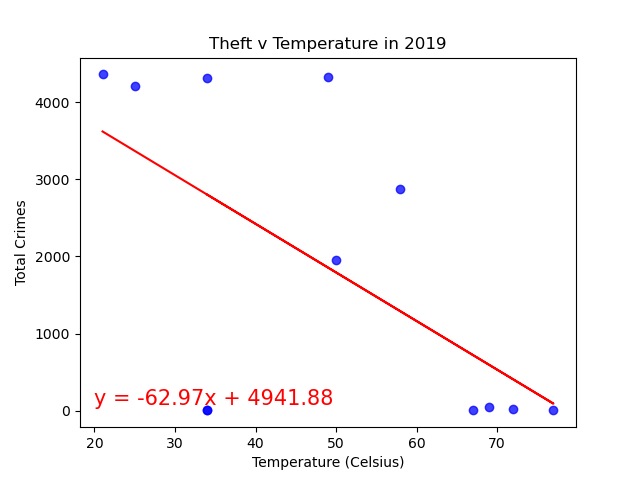 Theft v Temperature in 2019
Total Crimes
4000
3000
2000
1000
0
y = -62.97x + 4941.88
20 30 40 50 60 70
Temperature (Celsius)